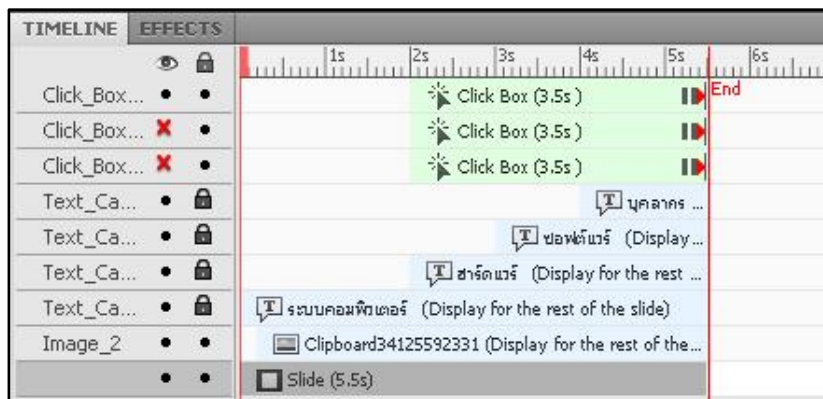 TIMELINE EFFECTS
1s 2s 3s 4s 5s 6s
Click_Box... Click Box (3.5s) End
Click_Box... Click Box (3.5s)
Click_Box... Click Box (3.5s)
Text_Ca... T บุคลากร ...
Text_Ca... T ซอฟต์แวร์ (Display...
Text_Ca... T ฮาร์ดแวร์ (Display for the rest ...
Text_Ca... T ระบบคอมพิวเตอร์ (Display for the rest of the slide)
Image_2 Clipboard34125592331 (Display for the rest of the...
Slide (5.5s)